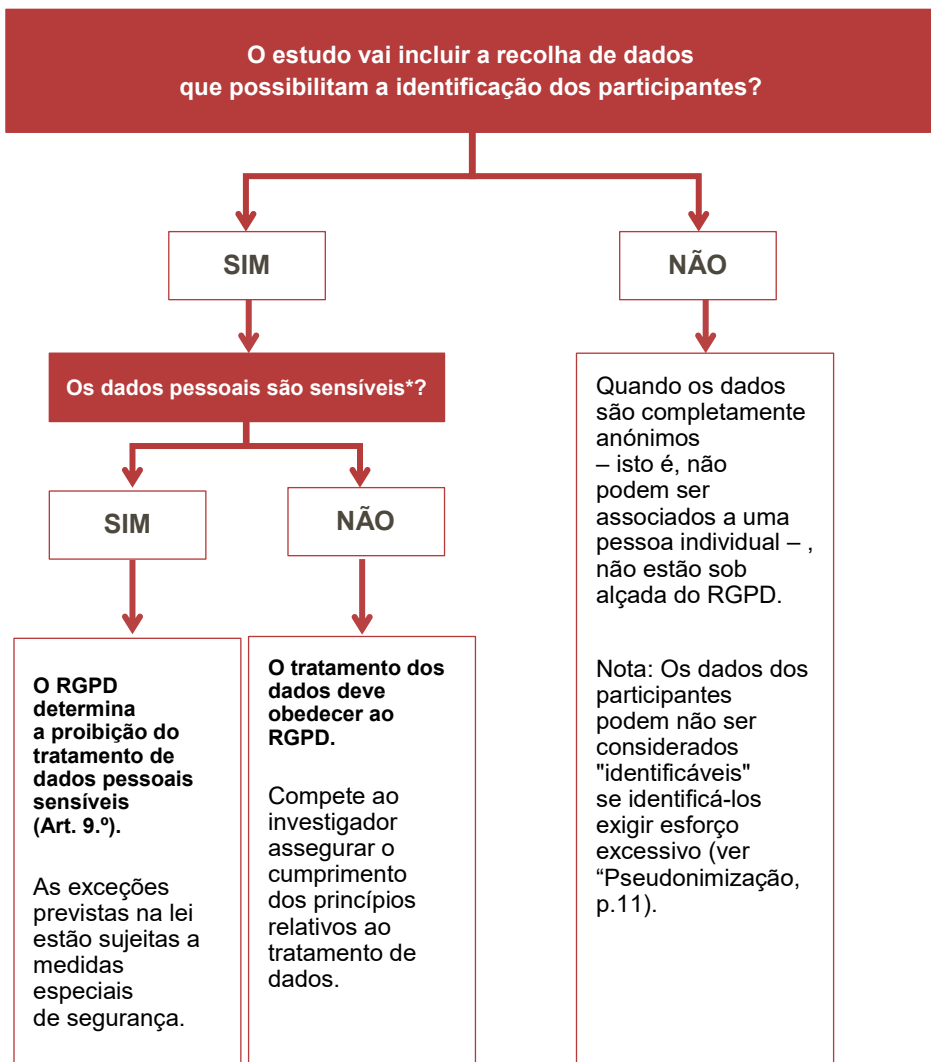 O estudo vai incluir a recolha de dados
que possibilitam a identificação dos participantes?
SIM
NÃO
Os dados pessoais são sensíveis*?
SIM
NÃO
O RGPD
determina
a proibição do
tratamento de
dados pessoais
sensíveis
(Art. 9.º).
As exceções
previstas na lei
estão sujeitas a
medidas
especiais
de segurança.
O tratamento dos
dados deve
obedecer ao
RGPD.
Compete ao
investigador
assegurar o
cumprimento
dos princípios
relativos ao
tratamento de
dados.
Quando os dados
são completamente
anónimos
– isto é, não
podem ser
associados a uma
pessoa individual – ,
não estão sob
alçada do RGPD.
Nota: Os dados dos
participantes
podem não ser
considerados
"identificáveis"
se identificá-los
exigir esforço
excessivo (ver
“Pseudonimização,
p.11).